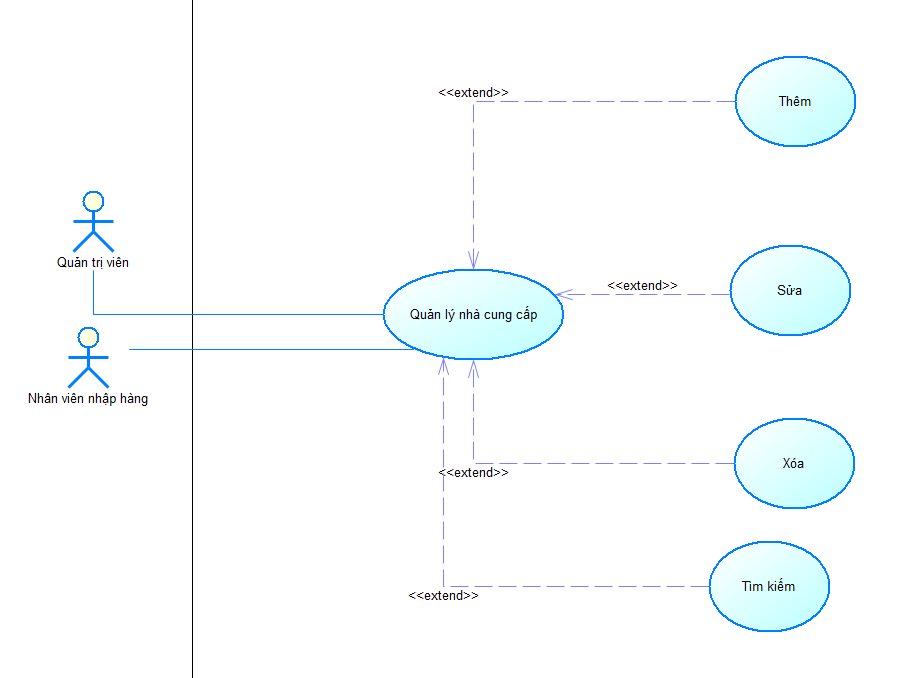 <<extend>>
Thêm
Quản trị viên
<<extend>>
Sửa
Quản lý nhà cung cấp
Nhân viên nhập hàng
Xóa
<<extend>>
Tìm kiếm
<<extend>>